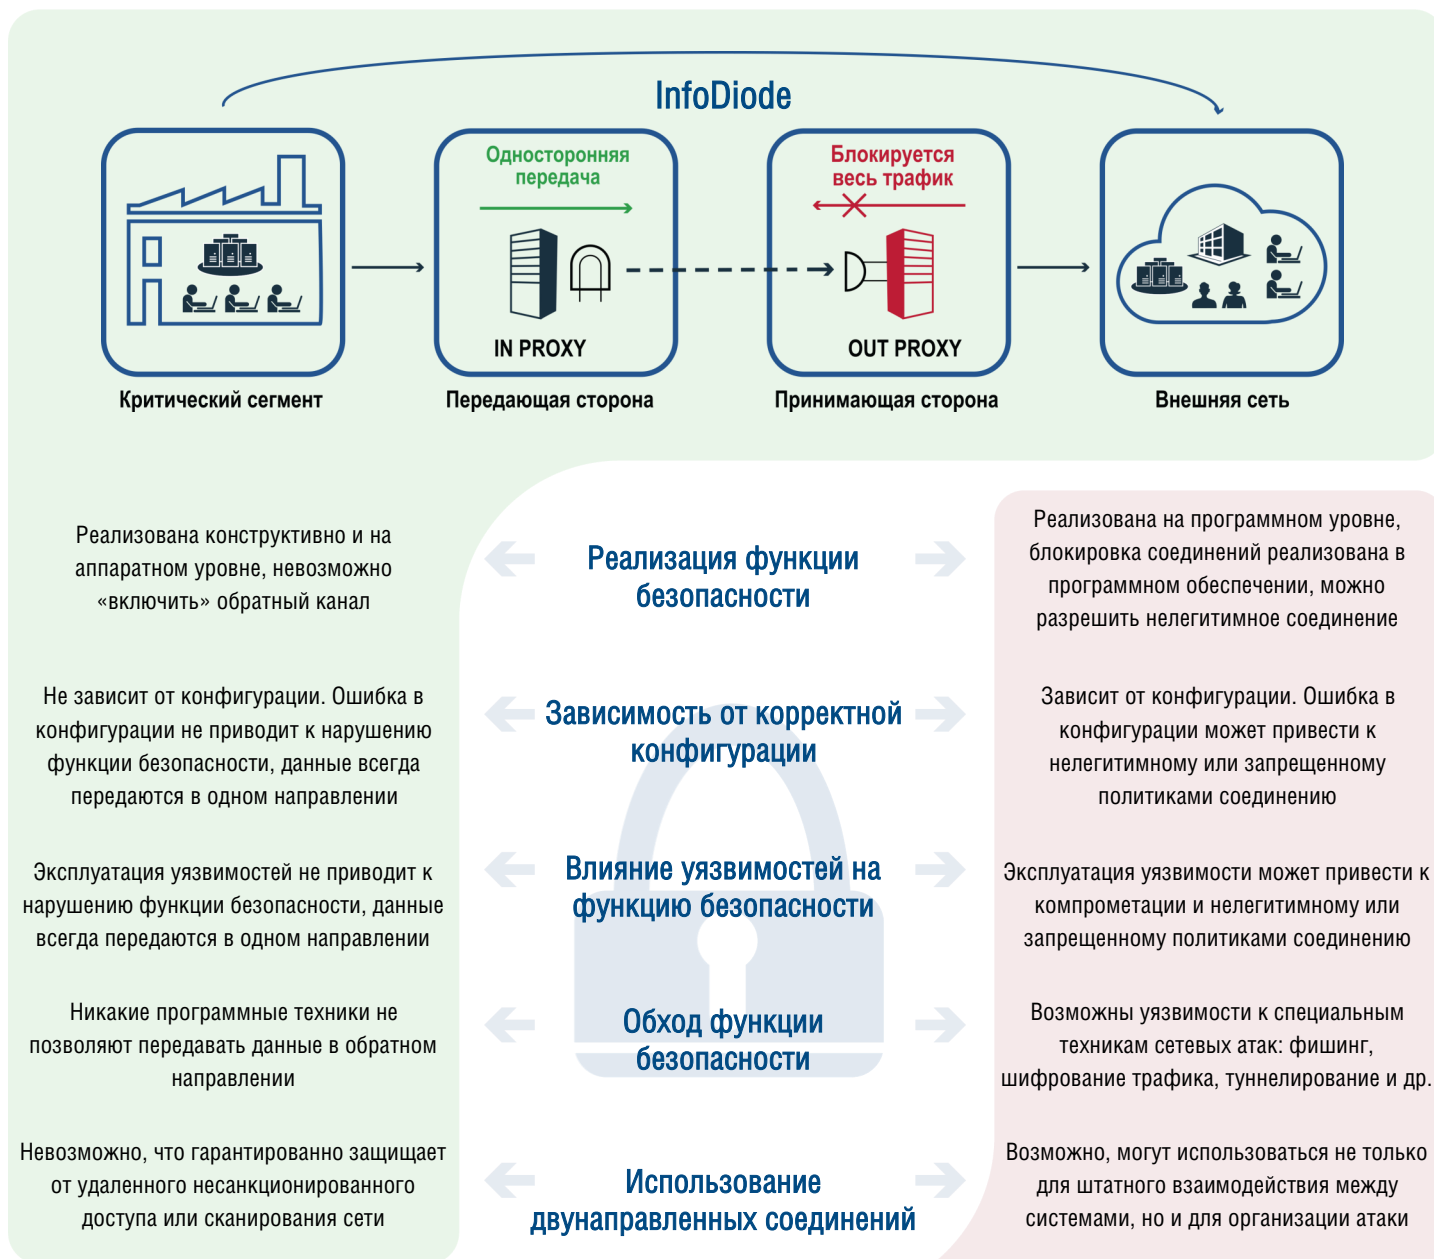 InfoDiode
Односторонняя
передача
Блокируется
весь трафик
IN PROXY
OUT PROXY
Критический сегмент
Передающая сторона
Принимающая сторона
Внешняя сеть
Реализована конструктивно и на
аппаратном уровне, невозможно
«включить» обратный канал
Реализация функции
безопасности
Реализована на программном уровне,
блокировка соединений реализована в
программном обеспечении, можно
разрешить нелегитимное соединение
Не зависит от конфигурации. Ошибка в
конфигурации не приводит к нарушению
функции безопасности, данные всегда
передаются в одном направлении
Зависимость от корректной
конфигурации
Зависит от конфигурации. Ошибка в
конфигурации может привести к
нелегитимному или запрещенному
политиками соединению
Эксплуатация уязвимостей не приводит к
нарушению функции безопасности, данные
всегда передаются в одном направлении
Влияние уязвимостей на
функцию безопасности
Эксплуатация уязвимости может привести к
компрометации и нелегитимному или
запрещенному политиками соединению
Никакие программные техники не
позволяют передавать данные в обратном
направлении
Обход функции
безопасности
Возможны уязвимости к специальным
техникам сетевых атак: фишинг,
шифрование трафика, туннелирование и др.
Невозможно, что гарантированно защищает
от удаленного несанкционированного
доступа или сканирования сети
Использование
двунаправленных соединений
Возможно, могут использоваться не только
для штатного взаимодействия между
системами, но и для организации атаки